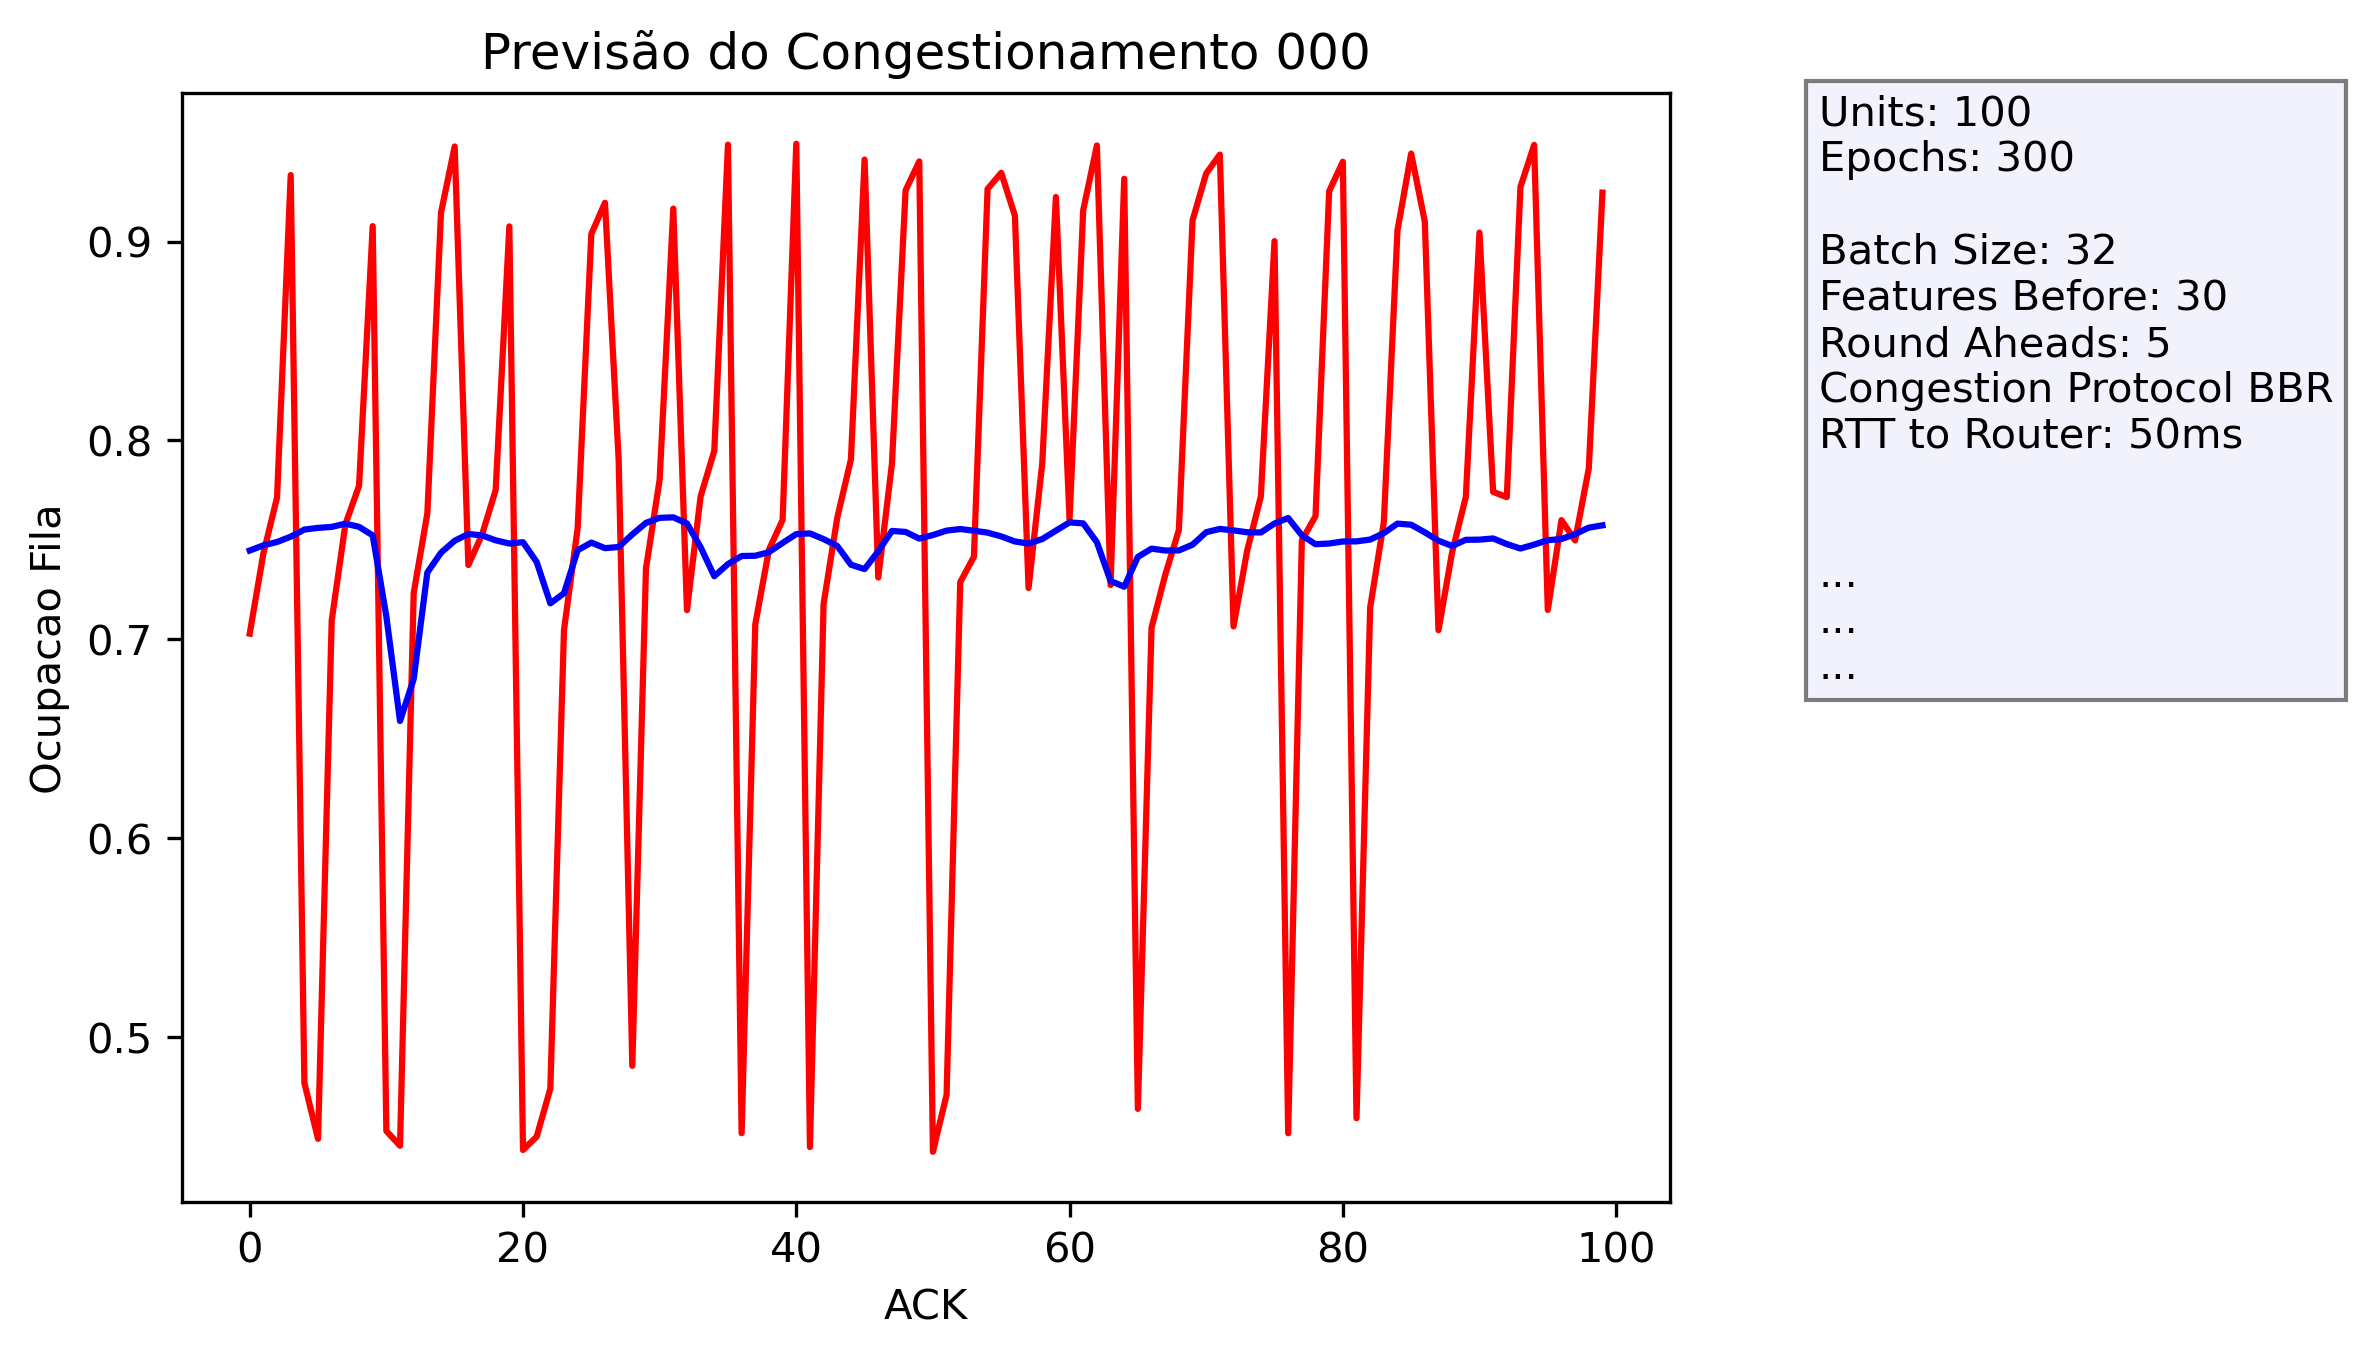 Previsão do Congestionamento 000
Units: 100
Epochs: 300
Batch Size: 32
Features Before: 30
Round Aheads: 5
Congestion Protocol BBR
RTT to Router: 50ms
...
...
...
Ocupacao Fila
0.9
0.8
0.7
0.6
0.5
0 20 40 60 80 100
ACK